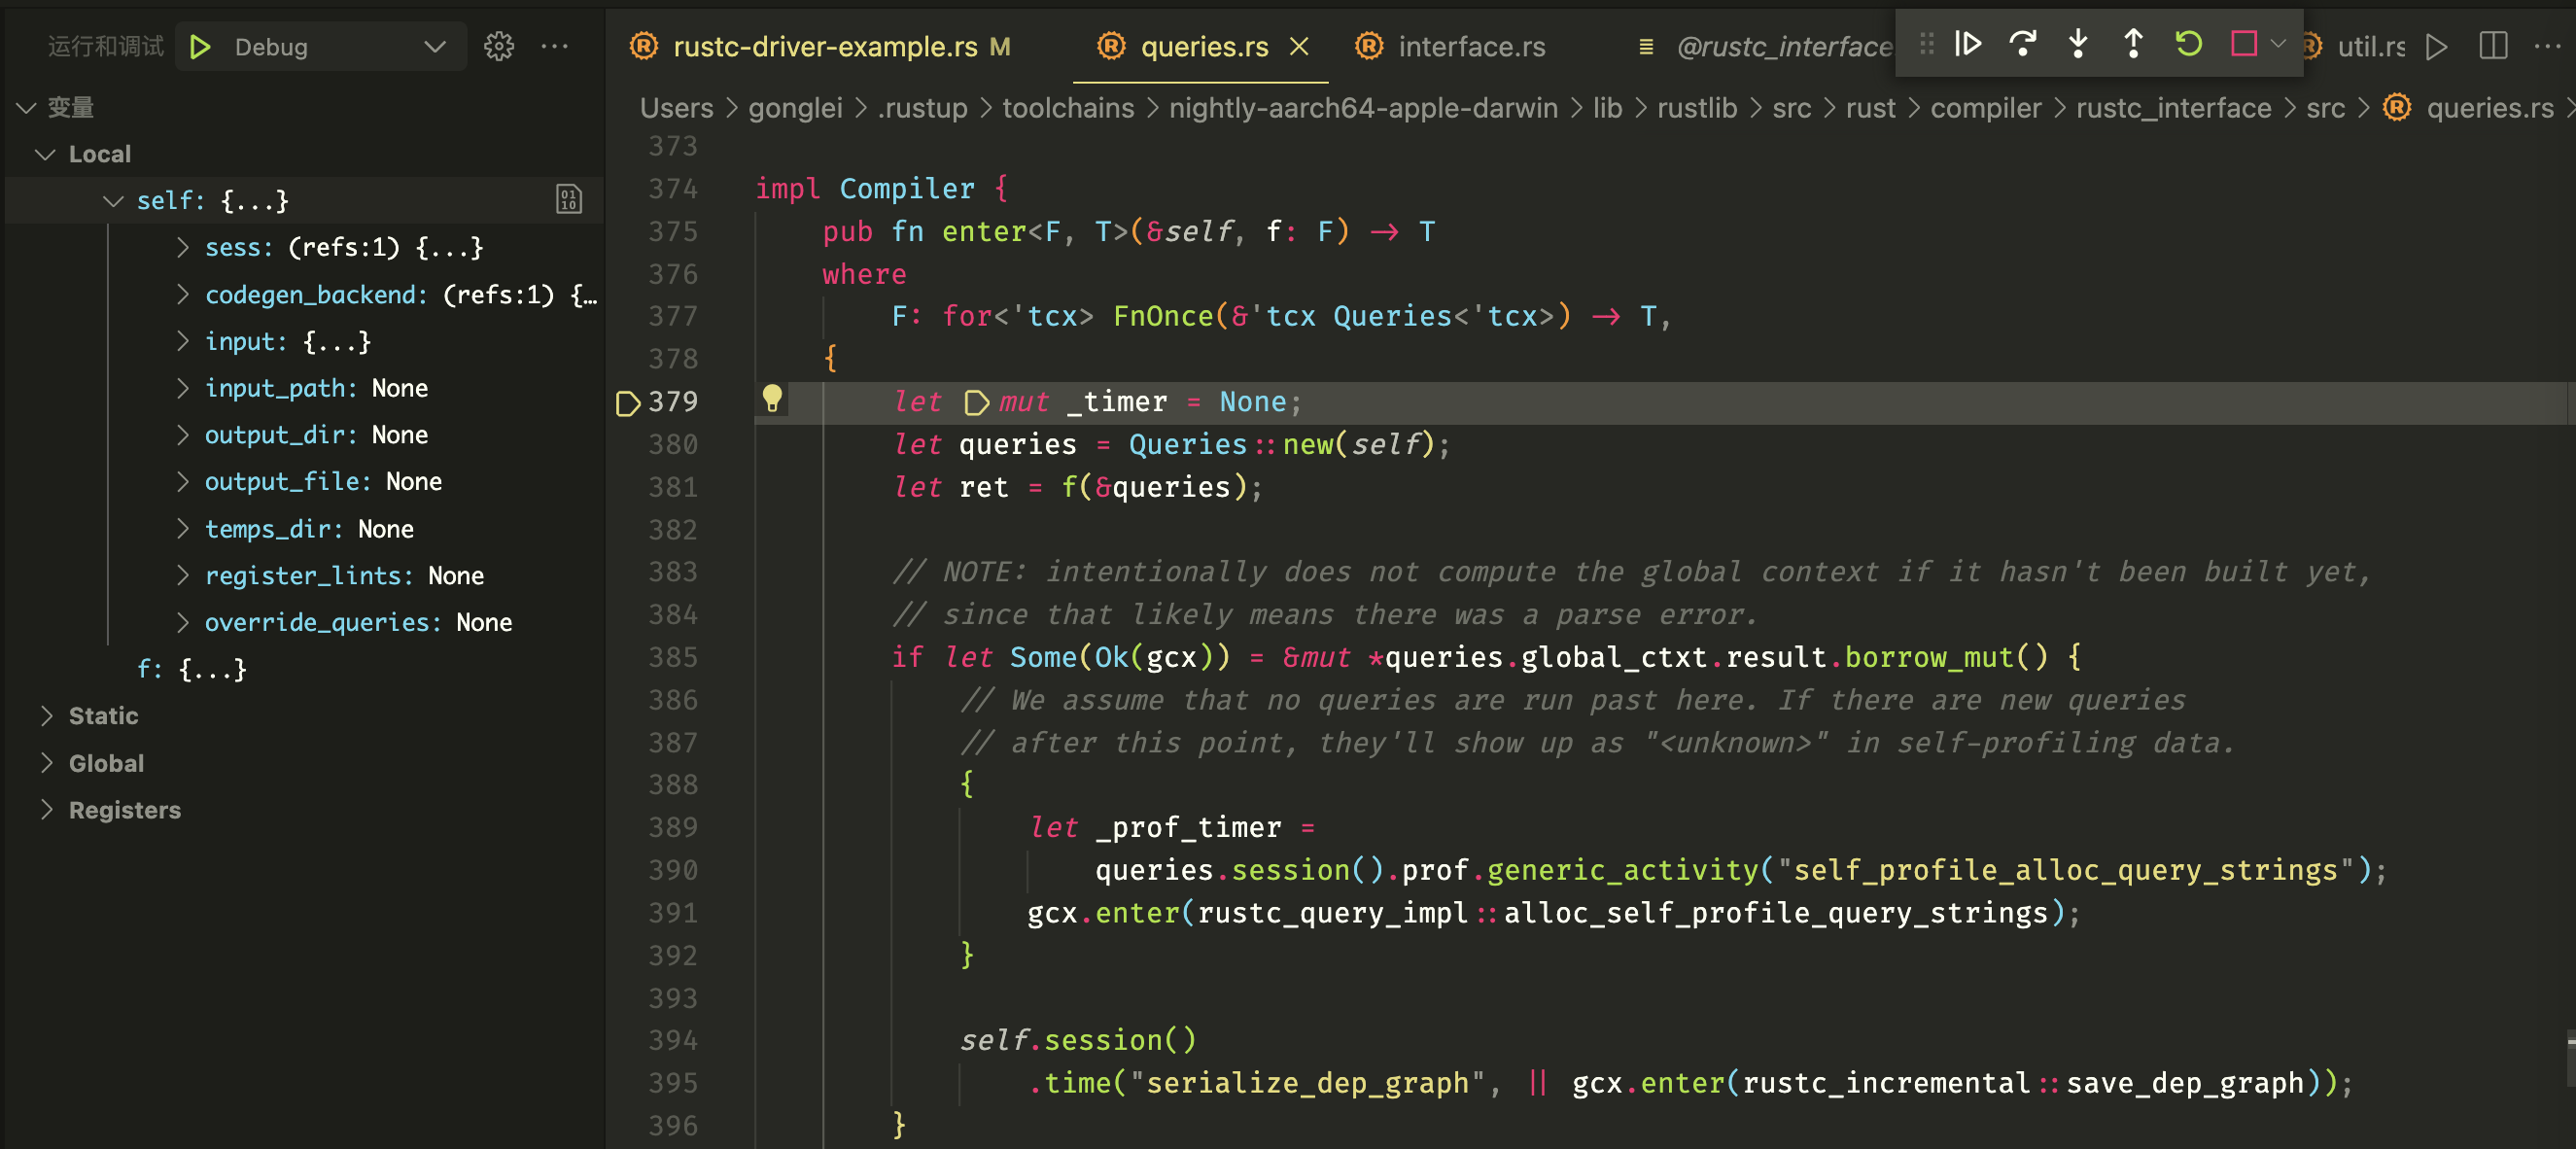 运行和调试 Debug
变量
Local
self: {...}
sess: (refs:1) {...}
codegen_backend: (refs:1) {…
input: {...}
input_path: None
output_dir: None
output_file: None
temps_dir: None
register_lints: None
override_queries: None
f: {...}
Static
Global
Registers
rustc-driver-example.rs M queries.rs interface.rs @rustc_interface util.rs
Users > gonglei > .rustup > toolchains > nightly-aarch64-apple-darwin > lib > rustlib > src > rust > compiler > rustc_interface > src > queries.rs >
373
374 impl Compiler {
375 pub fn enter<F, T>(&self, f: F) -> T
376 where
377 F: for<'tcx> FnOnce(&'tcx Queries<'tcx>) -> T,
378 {
379 let mut _timer = None;
380 let queries = Queries::new(self);
381 let ret = f(&queries);
382
383 // NOTE: intentionally does not compute the global context if it hasn't been built yet,
384 // since that likely means there was a parse error.
385 if let Some(Ok(gcx)) = &mut *queries.global_ctxt.result.borrow_mut() {
386 // We assume that no queries are run past here. If there are new queries
387 // after this point, they'll show up as "<unknown>" in self-profiling data.
388 {
389 let _prof_timer =
390 queries.session().prof.generic_activity("self_profile_alloc_query_strings");
391 gcx.enter(rustc_query_impl::alloc_self_profile_query_strings);
392 }
393
394 self.session()
395 .time("serialize_dep_graph", || gcx.enter(rustc_incremental::save_dep_graph));
396 }